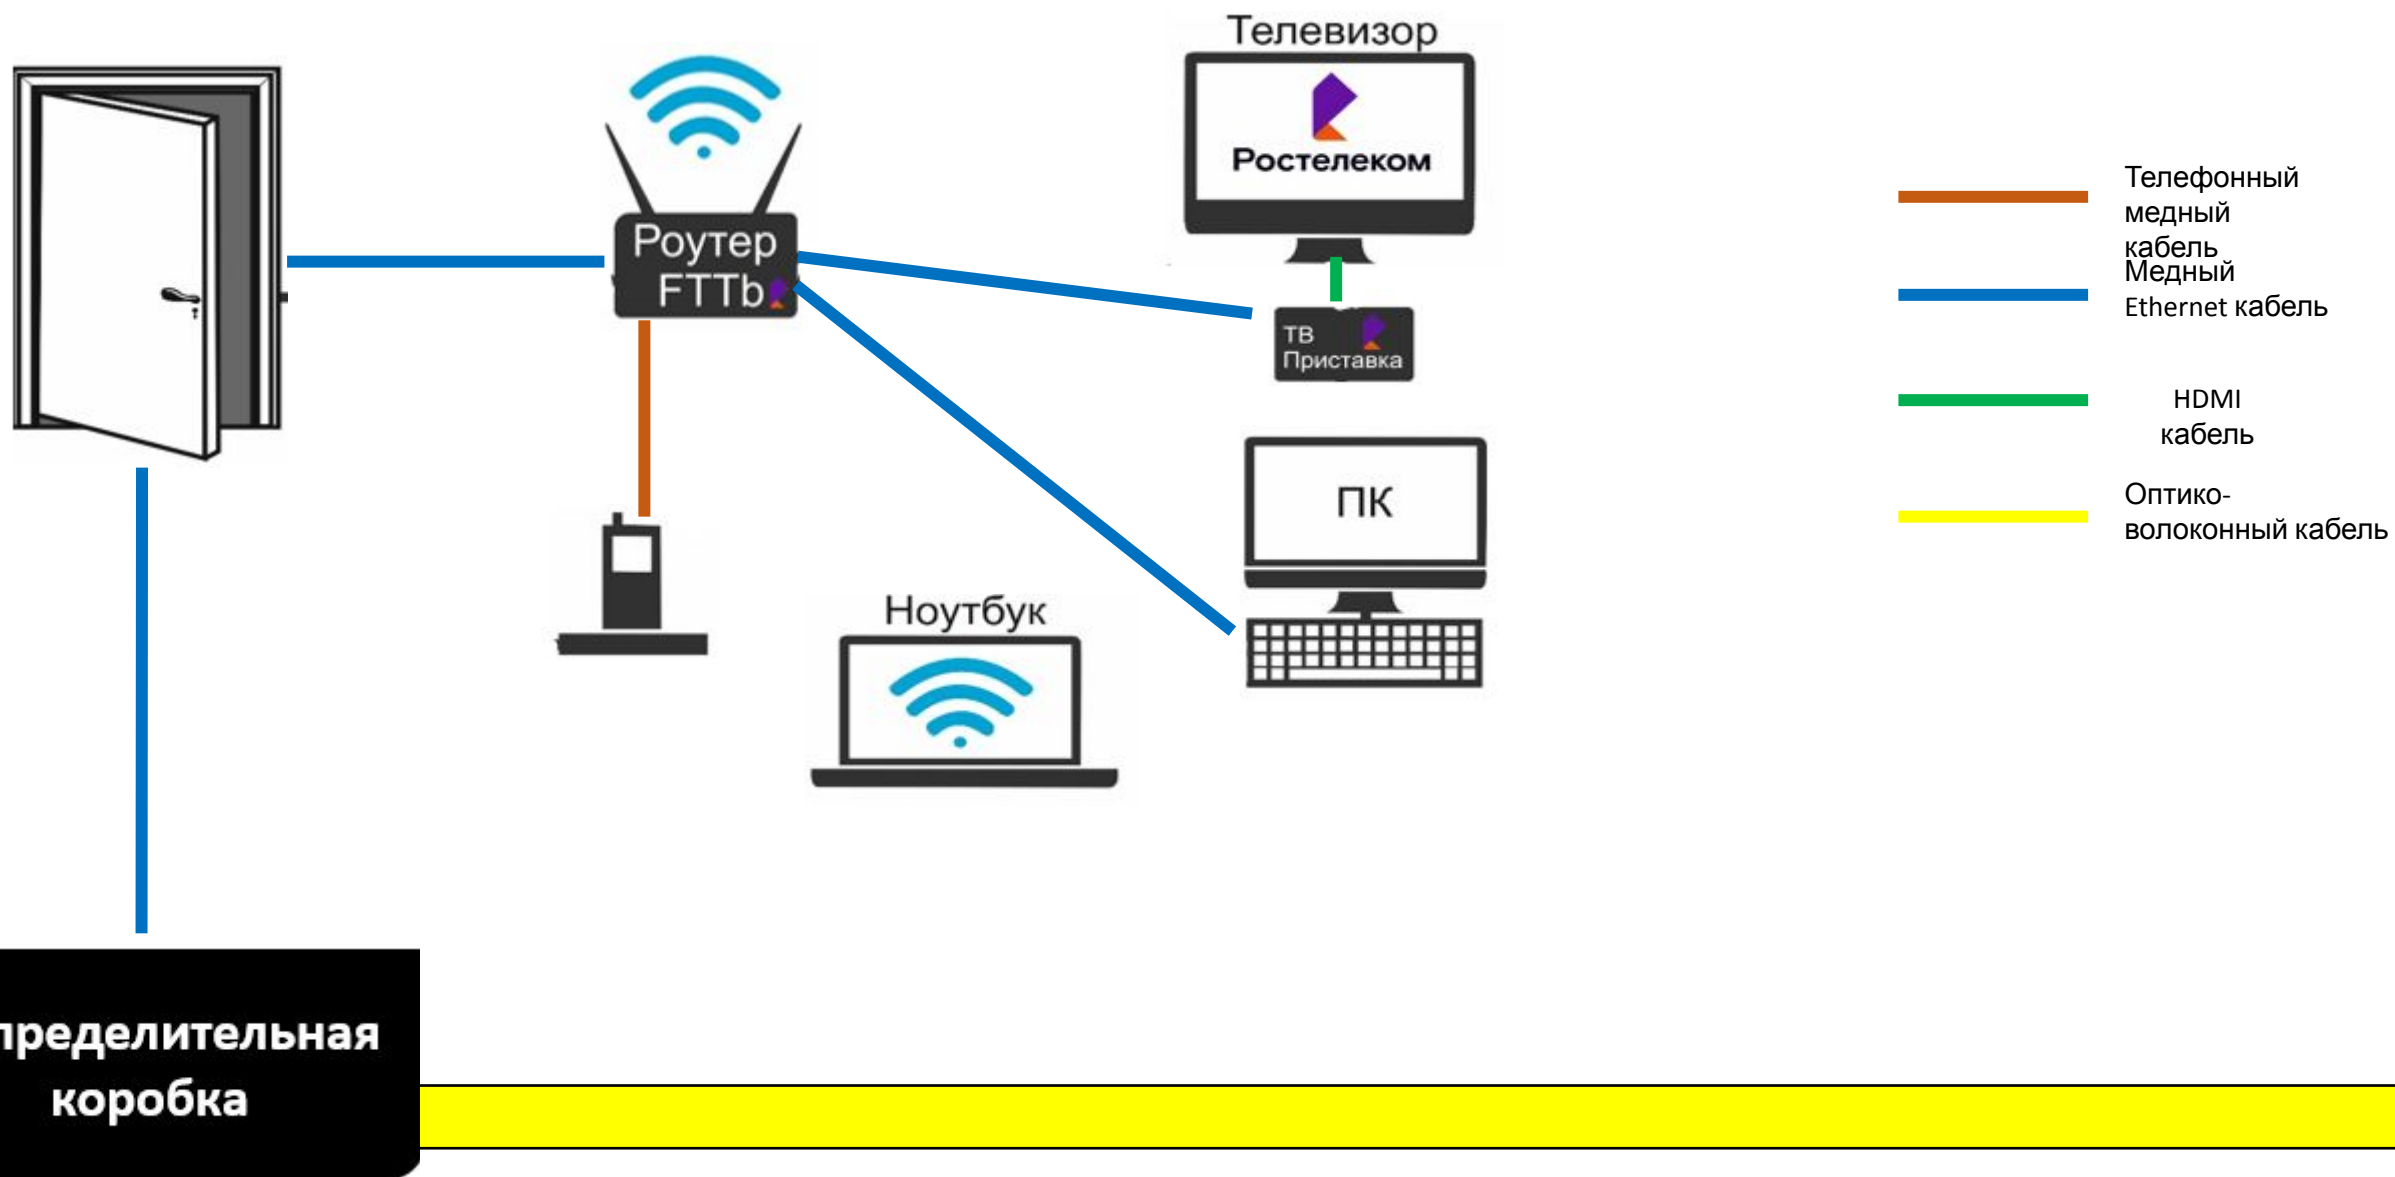 Телевизор
Ростелеком
Роутер
FTTb
ТВ
Приставка
ПК
Ноутбук
Телефонный
медный
кабель
Медный
Ethernet кабель
HDMI
кабель
Оптико-
волоконный кабель
пределительная
коробка